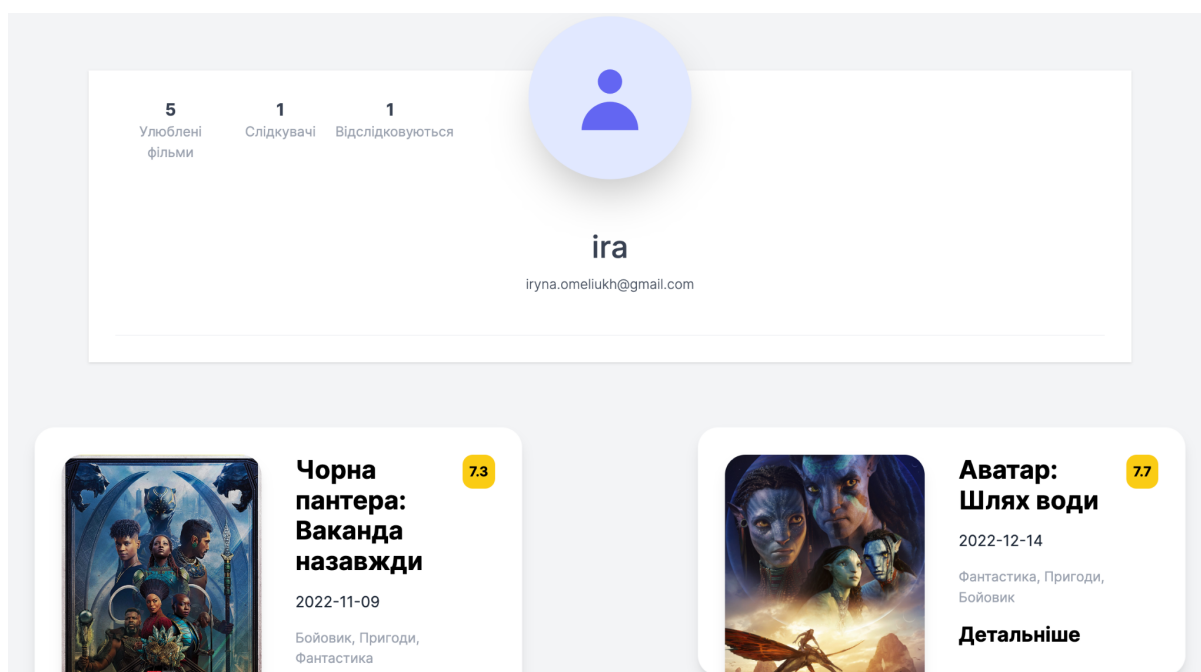 5
Улюблені
фільми
1
Слідкувачі
1
Відслідковуються
ira
iryna.omeliukh@gmail.com
Чорна
пантера:
Ваканда
назавжди
7.3
2022-11-09
Бойовик, Пригоди,
Фантастика
Аватар:
Шлях води
7.7
2022-12-14
Фантастика, Пригоди,
Бойовик
Детальніше